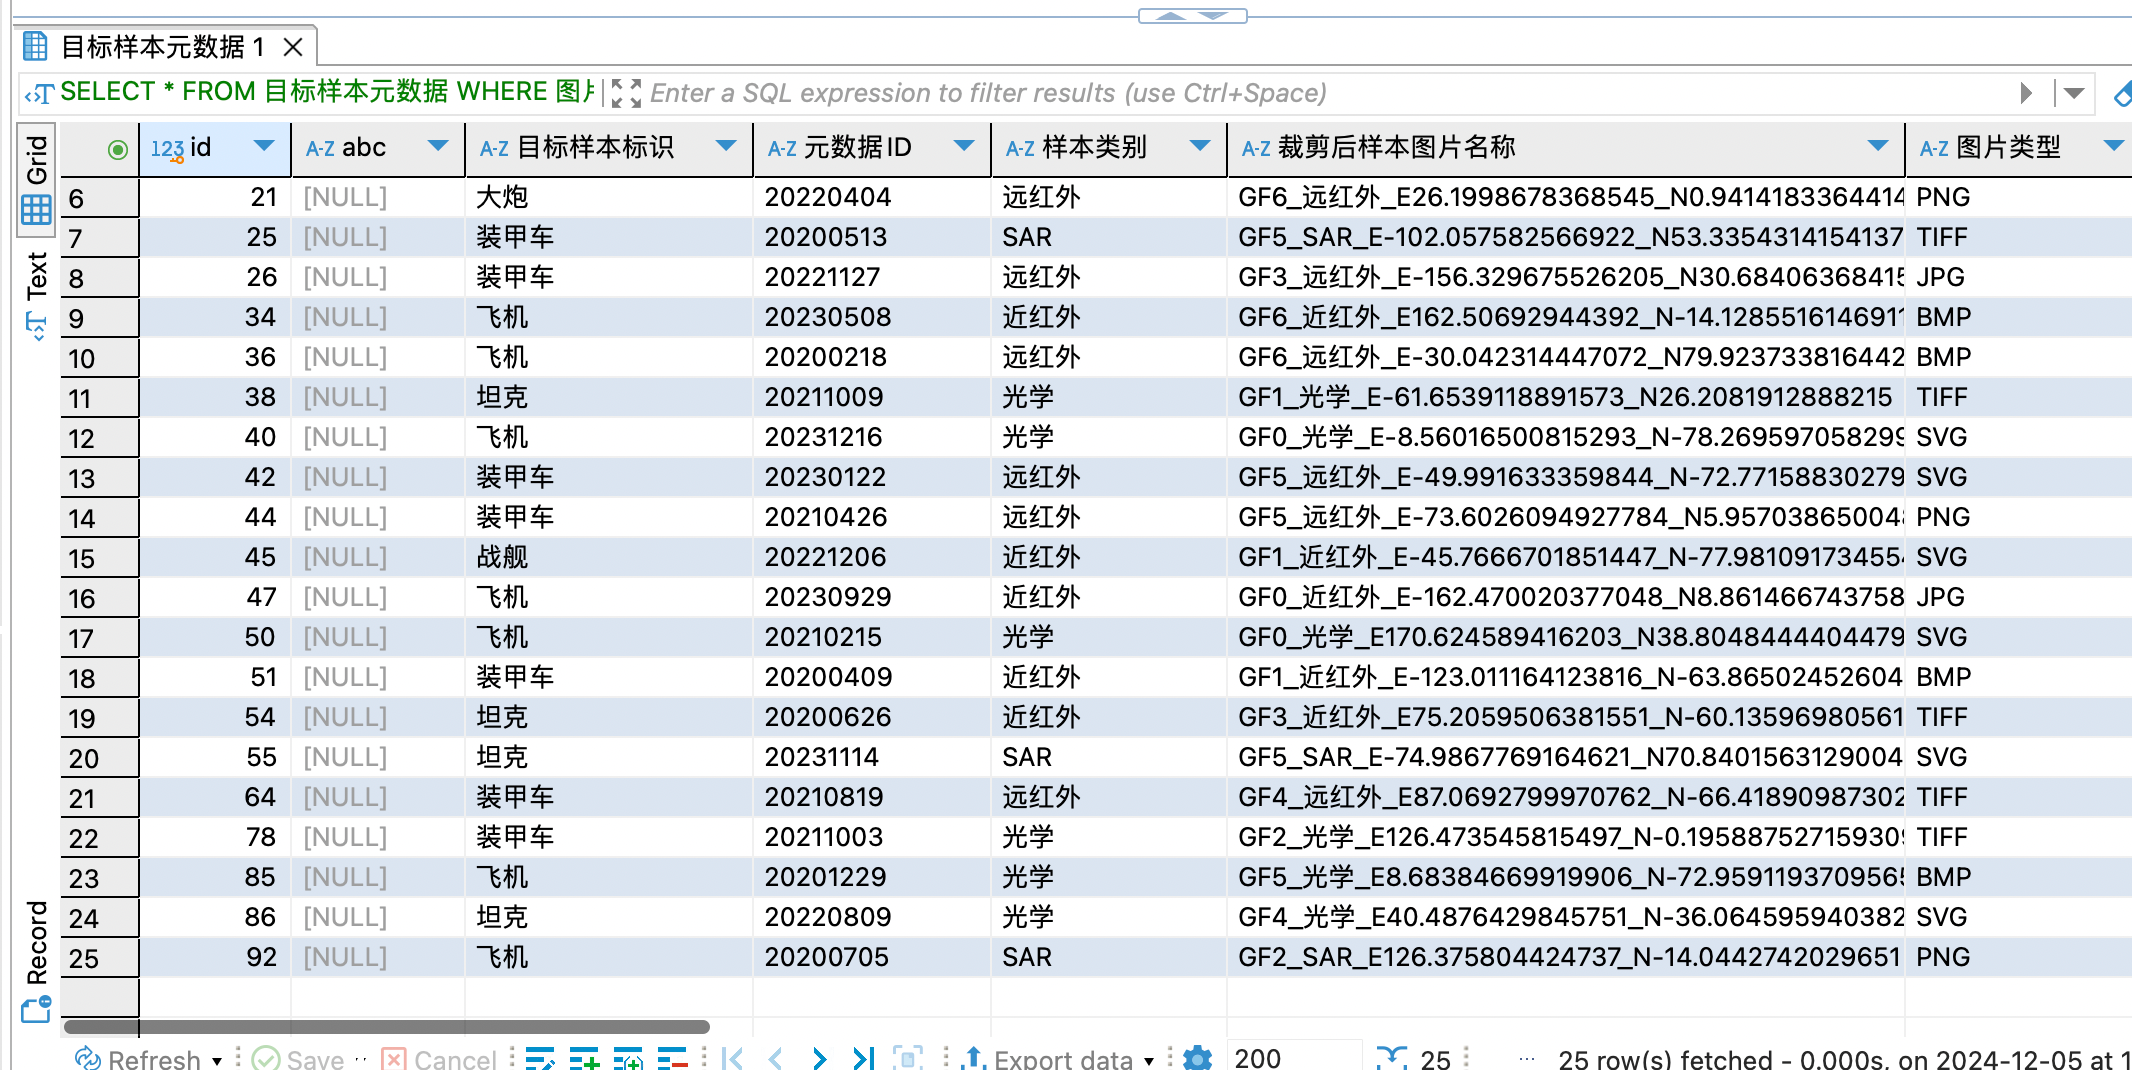 目标样本元数据 1
SELECT * FROM 目标样本元数据 WHERE 图片 Enter a SQL expression to filter results (use Ctrl+Space)
Grid
Text
Record
123 id A-Z abc A-Z 目标样本标识 A-Z 元数据ID A-Z 样本类别 A-Z 裁剪后样本图片名称 A-Z 图片类型
6 21 [NULL] 大炮 20220404 远红外 GF6_远红外_E26.1998678368545_N0.9414183364414 PNG
7 25 [NULL] 装甲车 20200513 SAR GF5_SAR_E-102.057582566922_N53.3354314154137 TIFF
8 26 [NULL] 装甲车 20221127 远红外 GF3_远红外_E-156.329675526205_N30.68406368415 JPG
9 34 [NULL] 飞机 20230508 近红外 GF6_近红外_E162.50692944392_N-14.1285516146911 BMP
10 36 [NULL] 飞机 20200218 远红外 GF6_远红外_E-30.042314447072_N79.923733816442 BMP
11 38 [NULL] 坦克 20211009 光学 GF1_光学_E-61.6539118891573_N26.2081912888215 TIFF
12 40 [NULL] 飞机 20231216 光学 GF0_光学_E-8.56016500815293_N-78.269597058299 SVG
13 42 [NULL] 装甲车 20230122 远红外 GF5_远红外_E-49.991633359844_N-72.77158830279 SVG
14 44 [NULL] 装甲车 20210426 远红外 GF5_远红外_E-73.6026094927784_N5.957038650048 PNG
15 45 [NULL] 战舰 20221206 近红外 GF1_近红外_E-45.7666701851447_N-77.981091734554 SVG
16 47 [NULL] 飞机 20230929 近红外 GF0_近红外_E-162.470020377048_N8.861466743758 JPG
17 50 [NULL] 飞机 20210215 光学 GF0_光学_E170.624589416203_N38.8048444404479 SVG
18 51 [NULL] 装甲车 20200409 近红外 GF1_近红外_E-123.011164123816_N-63.86502452604 BMP
19 54 [NULL] 坦克 20200626 近红外 GF3_近红外_E75.2059506381551_N-60.13596980561 TIFF
20 55 [NULL] 坦克 20231114 SAR GF5_SAR_E-74.9867769164621_N70.8401563129004 SVG
21 64 [NULL] 装甲车 20210819 远红外 GF4_远红外_E87.0692799970762_N-66.41890987302 TIFF
22 78 [NULL] 装甲车 20211003 光学 GF2_光学_E126.473545815497_N-0.195887527159309 TIFF
23 85 [NULL] 飞机 20201229 光学 GF5_光学_E8.68384669919906_N-72.9591193709565 BMP
24 86 [NULL] 坦克 20220809 光学 GF4_光学_E40.4876429845751_N-36.064595940382 SVG
25 92 [NULL] 飞机 20200705 SAR GF2_SAR_E126.375804424737_N-14.0442742029651 PNG
Refresh Save Cancel Export data 200 25 ... 25 row(s) fetched - 0.000s, on 2024-12-05 at 1